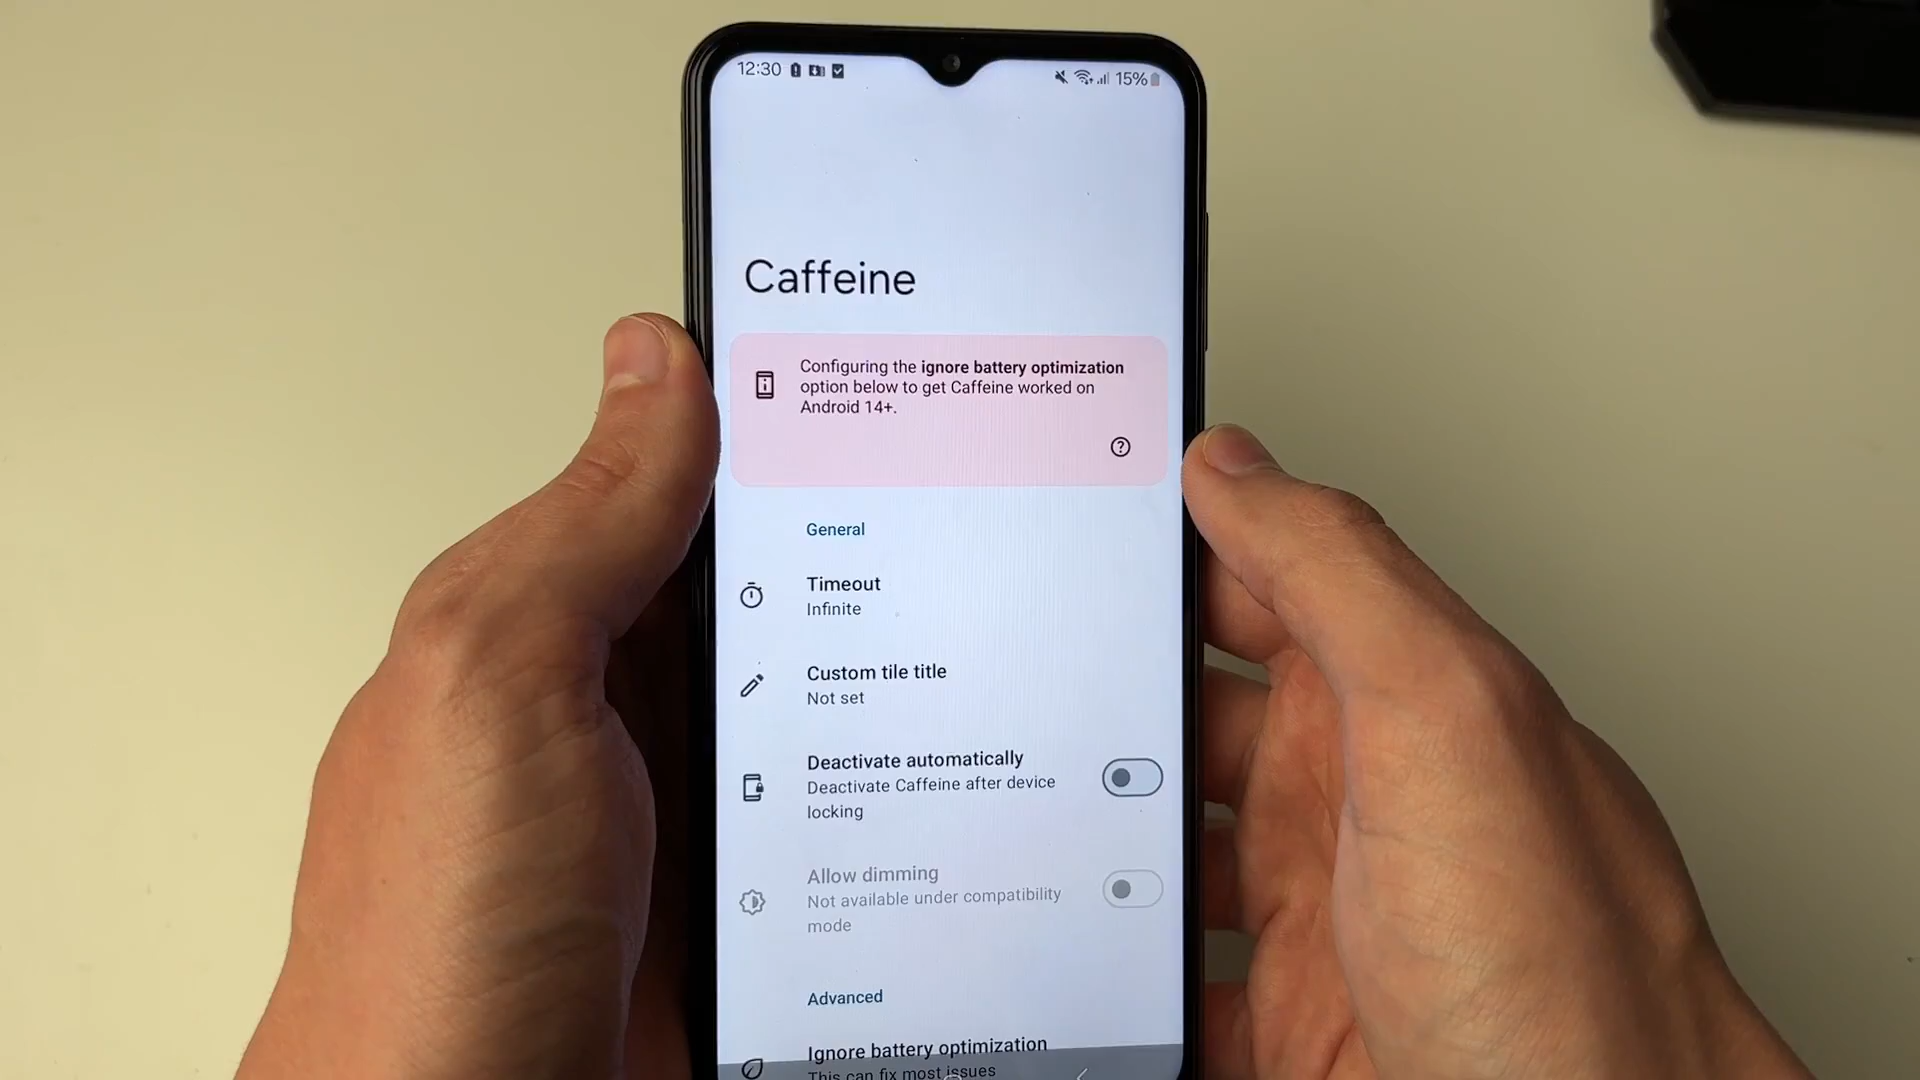 12:30
15%
Caffeine
Configuring the ignore battery optimization
option below to get Caffeine worked on
Android 14+.
General
Timeout
Infinite
Custom tile title
Not set
Deactivate automatically
Deactivate Caffeine after device
locking
Allow dimming
Not available under compatibility
mode
Advanced
Ignore battery optimization
This can fix most issues